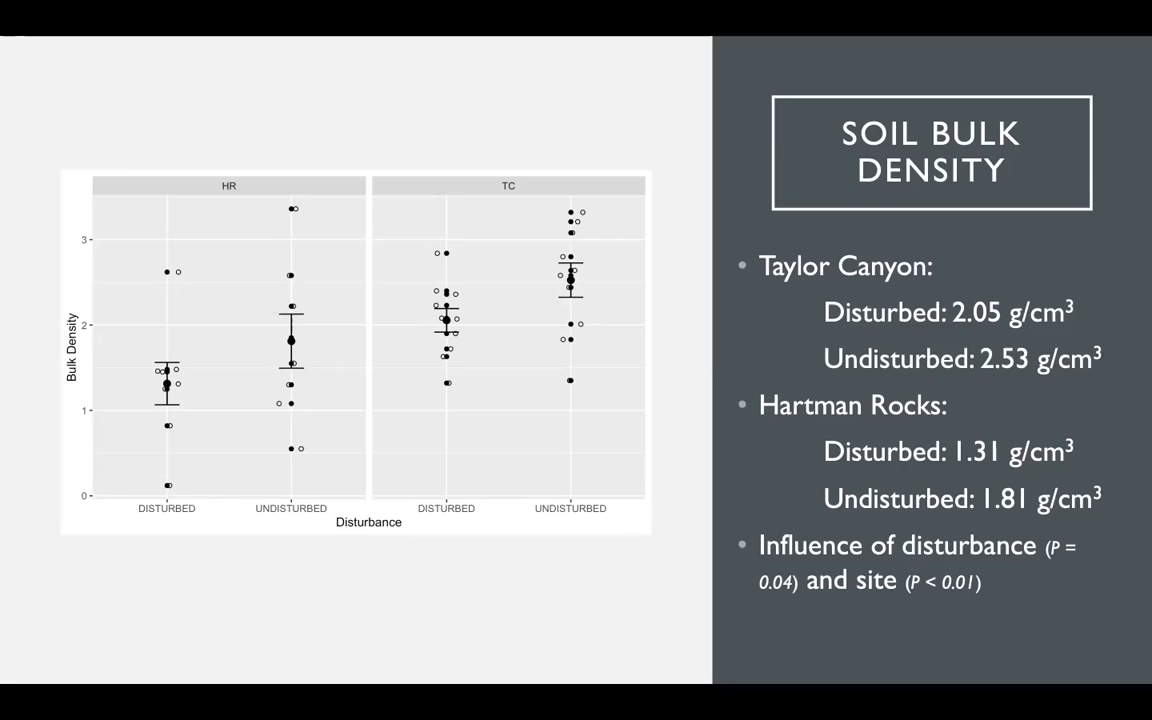 HR
TC
3
2
1
0
Bulk Density
DISTURBED
UNDISTURBED
DISTURBED
UNDISTURBED
Disturbance
SOIL BULK
DENSITY
• Taylor Canyon:
Disturbed: 2.05 g/cm³
Undisturbed: 2.53 g/cm³
• Hartman Rocks:
Disturbed: 1.31 g/cm³
Undisturbed: 1.81 g/cm³
• Influence of disturbance (P =
0.04) and site (P < 0.01)